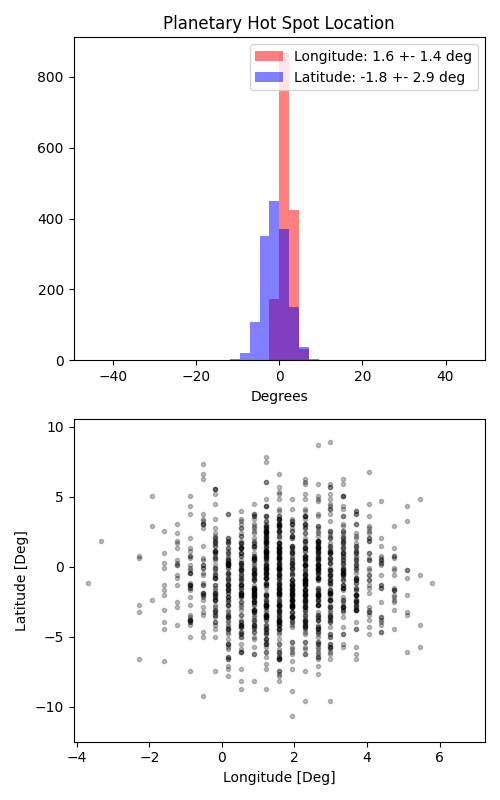 Planetary Hot Spot Location
Longitude: 1.6 +- 1.4 deg
Latitude: -1.8 +- 2.9 deg
800
600
400
200
0
−40 −20 0 20 40
Degrees
10
5
0
−5
−10
Latitude [Deg]
−4 −2 0 2 4 6
Longitude [Deg]